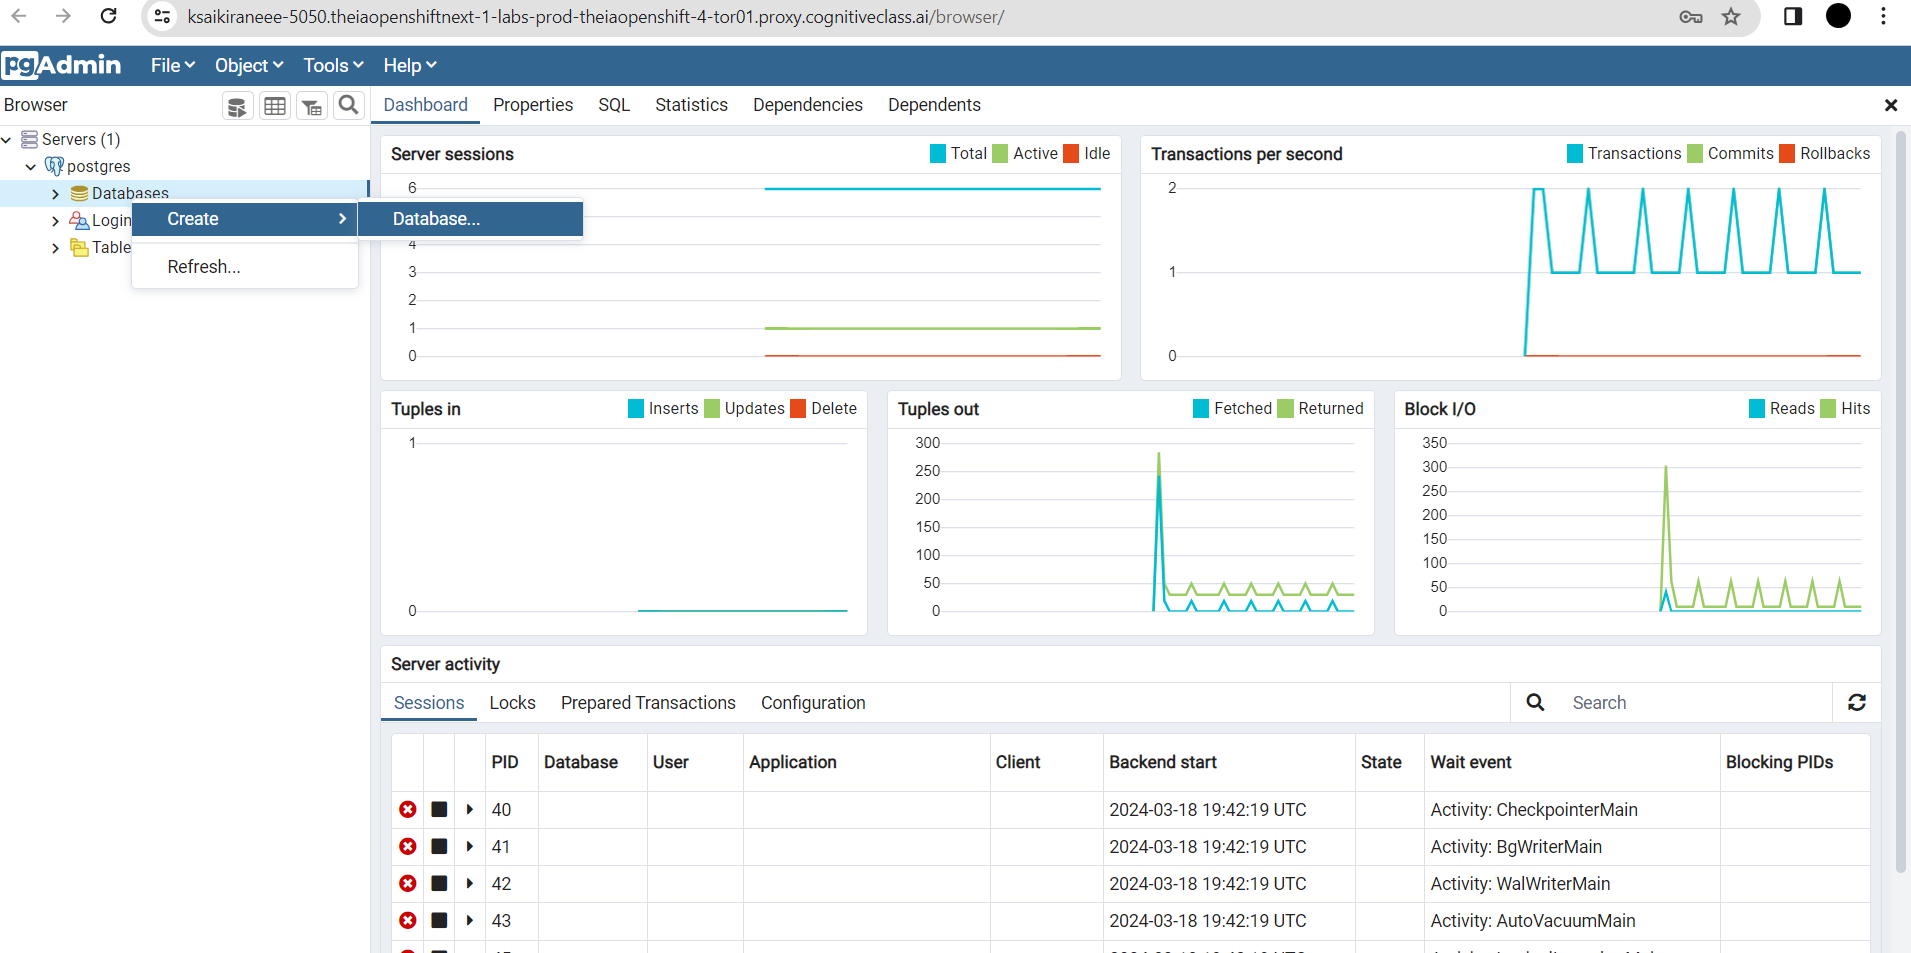 ksaikiraneee-5050.theiaopenshiftnext-1-labs-prod-theiaopenshift-4-tor01.proxy.cognitiveclass.ai/browser/
pgAdmin File Object Tools Help
Browser
Dashboard Properties SQL Statistics Dependencies Dependents
Servers (1)
postgres
Databases
Login
Table
Create
Database...
Refresh...
Server sessions
Total Active Idle
6
4
3
2
1
0
Transactions per second
Transactions Commits Rollbacks
2
1
0
Tuples in
Inserts Updates Delete
1
0
Tuples out
Fetched Returned
300
250
200
150
100
50
0
Block I/O
Reads Hits
350
300
250
200
150
100
50
0
Server activity
Sessions Locks Prepared Transactions Configuration
Search
PID Database User Application Client Backend start State Wait event Blocking PIDs
40 2024-03-18 19:42:19 UTC Activity: CheckpointerMain
41 2024-03-18 19:42:19 UTC Activity: BgWriterMain
42 2024-03-18 19:42:19 UTC Activity: WalWriterMain
43 2024-03-18 19:42:19 UTC Activity: AutoVacuumMain